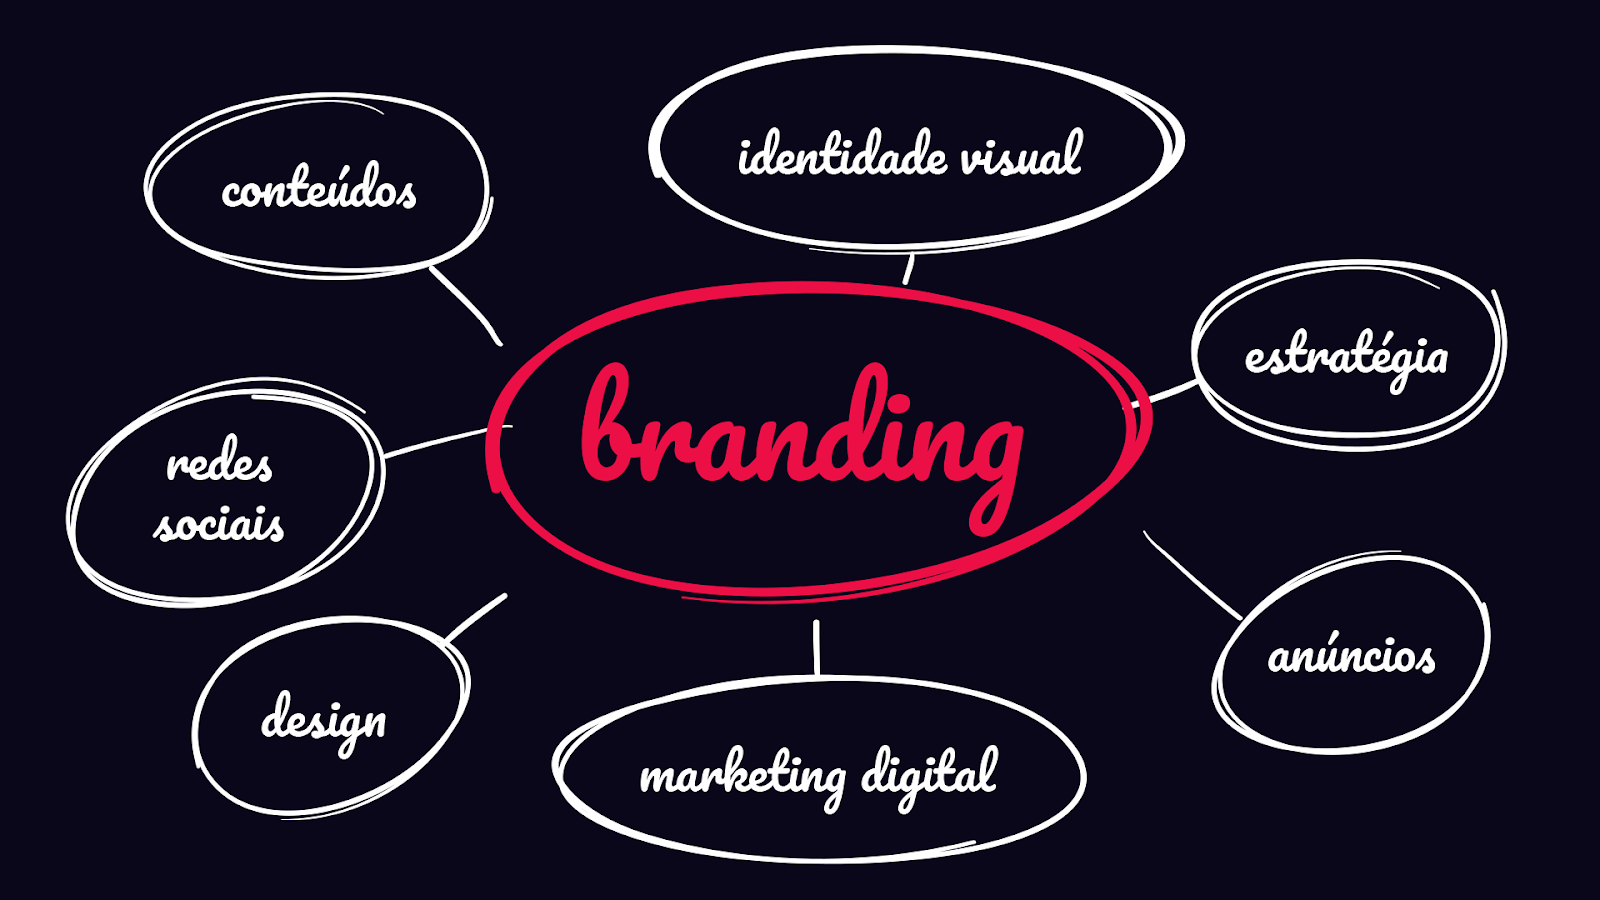 identidade visual
conteúdos
estratégia
branding
redes
sociais
anúncios
design
marketing digital